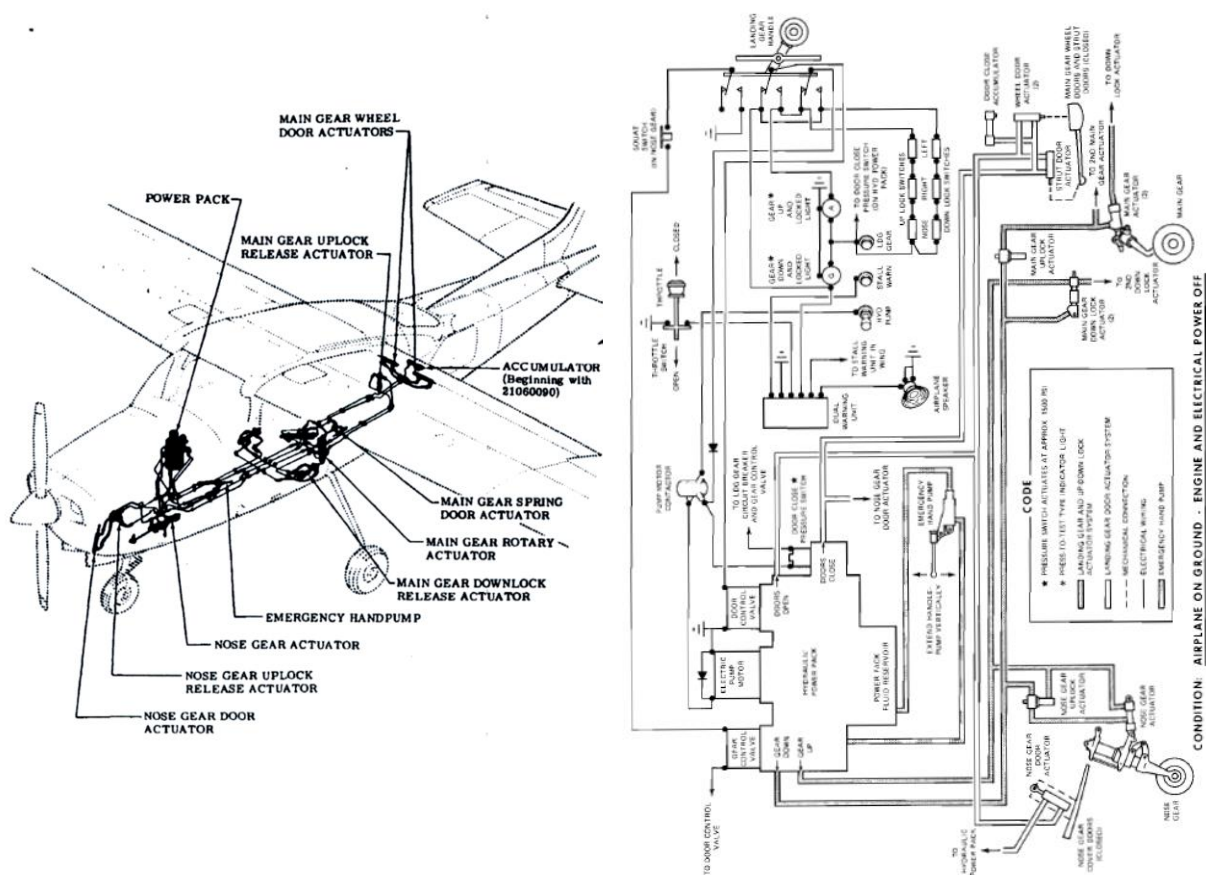 MAIN GEAR WHEEL
DOOR ACTUATORS
POWER PACK
MAIN GEAR UPLOCK
RELEASE ACTUATOR
ACCUMULATOR
(Beginning with
21060090)
MAIN GEAR SPRING
DOOR ACTUATOR
MAIN GEAR ROTARY
ACTUATOR
MAIN GEAR DOWNLOCK
RELEASE ACTUATOR
EMERGENCY HANDPUMP
NOSE GEAR ACTUATOR
NOSE GEAR UPLOCK
RELEASE ACTUATOR
NOSE GEAR DOOR
ACTUATOR
LANDING
GEAR
HANDLE
SQUAT
SWITCH
(ON NOSE GEAR)
THROTTLE
SWITCH
THROTTLE
CLOSED
OPEN
GEAR*
UP
AND
LOCKED
LIGHT
A
GEAR*
DOWN
AND
LOCKED
LIGHT
G
TO DOOR CLOSE
PRESSURE SWITCH
(ON HYD POWER
PACK)
UP LOCK SWITCHES
NOSE
RIGHT
LEFT
DOWN LOCK SWITCHES
LDG
GEAR
STALL
WARN
HYD
PUMP
DUAL
WARNING
UNIT
TO STALL
WARNING
UNIT IN
WING
AIRPLANE
SPEAKER
PUMP MOTOR
CONTACTOR
TO LDG GEAR
CIRCUIT BREAKER
AND GEAR CONTROL
VALVE
DOOR CLOSE *
PRESSURE SWITCH
TO NOSE GEAR
DOOR ACTUATOR
DOORS
CLOSE
DOORS
OPEN
DOOR
CONTROL
VALVE
ELECTRIC
PUMP
MOTOR
GEAR
CONTROL
VALVE
HYDRAULIC
POWER PACK
POWER PACK
FLUID RESERVOIR
GEAR
DOWN
GEAR
UP
TO DOOR CONTROL
VALVE
EMERGENCY
HAND PUMP
EXTEND HANDLE-
PUMP VERTICALLY
DOOR CLOSE
ACCUMULATOR
WHEEL DOOR
ACTUATOR
(2)
MAIN GEAR WHEEL
DOORS AND STRUT
DOORS (CLOSED)
STRUT DOOR
ACTUATOR
TO DOWN
LOCK ACTUATOR
TO 2ND MAIN
GEAR ACTUATOR
MAIN GEAR
ACTUATOR
(2)
MAIN GEAR
MAIN GEAR
UPLOCK
ACTUATOR
TO
2ND
DOWN
LOCK
ACTUATOR
MAIN GEAR
DOWN LOCK
ACTUATOR
(2)
CODE
* PRESSURE SWITCH ACTUATES AT APPROX. 1500 PSI
* PRESS-TO-TEST TYPE INDICATOR LIGHT
LANDING GEAR AND UP DOWN LOCK
ACTUATOR SYSTEM
LANDING GEAR DOOR ACTUATOR SYSTEM
MECHANICAL CONNECTION
ELECTRICAL WIRING
EMERGENCY HAND PUMP
NOSE GEAR
UPLOCK
ACTUATOR
NOSE GEAR
ACTUATOR
NOSE GEAR
DOOR
ACTUATOR
NOSE
GEAR
NOSE GEAR
COVER DOORS
(CLOSED)
TO
HYDRAULIC
POWER PACK
CONDITION: AIRPLANE ON GROUND - ENGINE AND ELECTRICAL POWER OFF